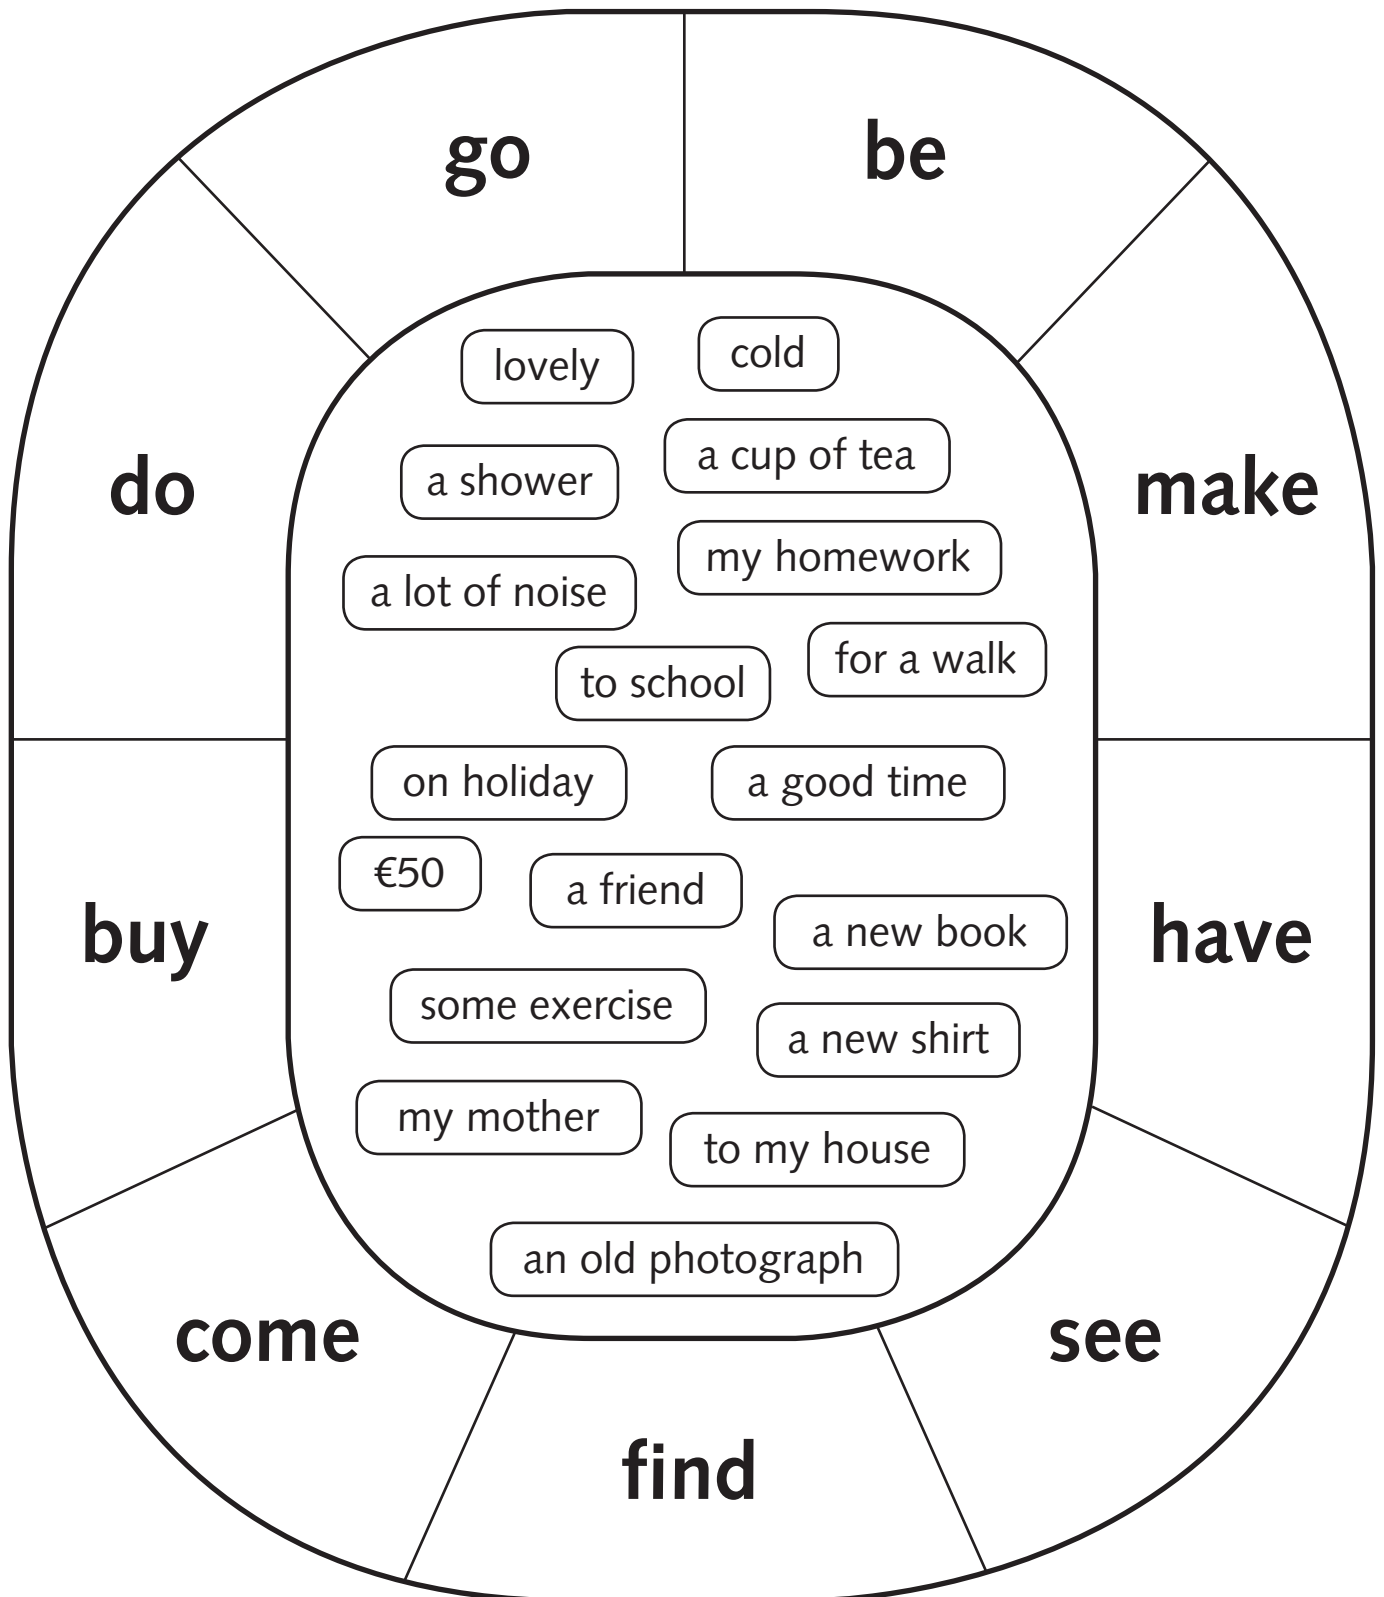 go
be
do
make
buy
have
come
see
find
lovely
cold
a shower
a cup of tea
a lot of noise
my homework
to school
for a walk
on holiday
a good time
€50
a friend
a new book
some exercise
a new shirt
my mother
to my house
an old photograph